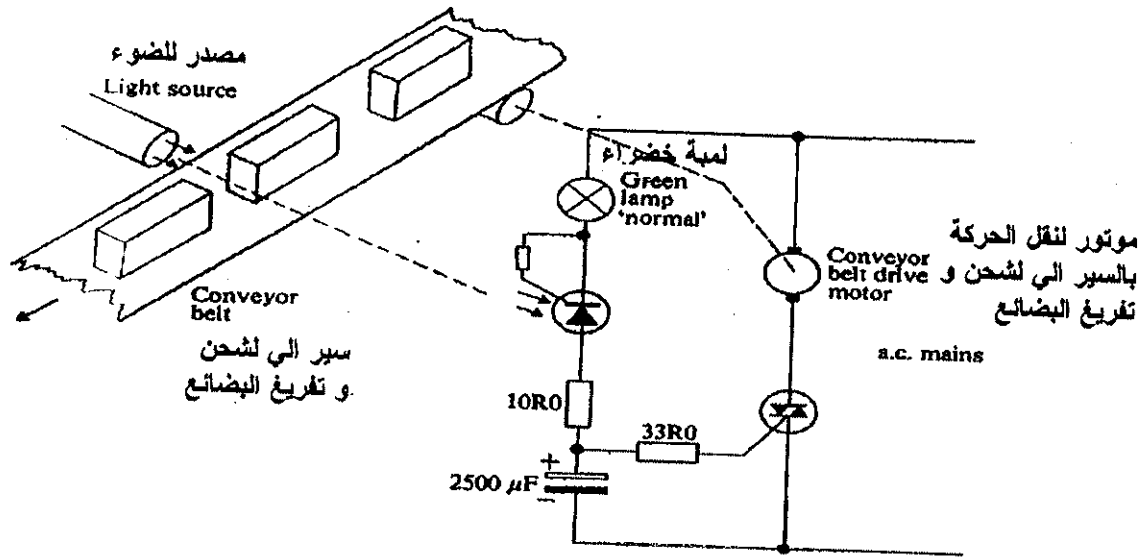 مصدر للضوء
Light source
لمبة خضراء
Green
lamp
'normal'
موتور لنقل الحركة
بالسير الي لشحن و
تفريغ البضائع
Conveyor
belt drive
motor
a.c. mains
Conveyor
belt
سير الي لشحن
و تفريغ البضائع.
10R0
33R0
+
2500 μF
−